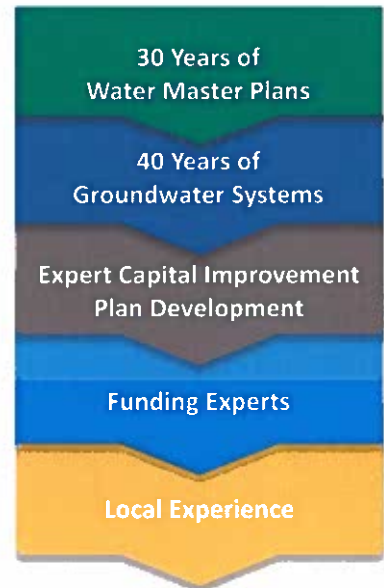 30 Years of
Water Master Plans
40 Years of
Groundwater Systems
Expert Capital Improvement
Plan Development
Funding Experts
Local Experience